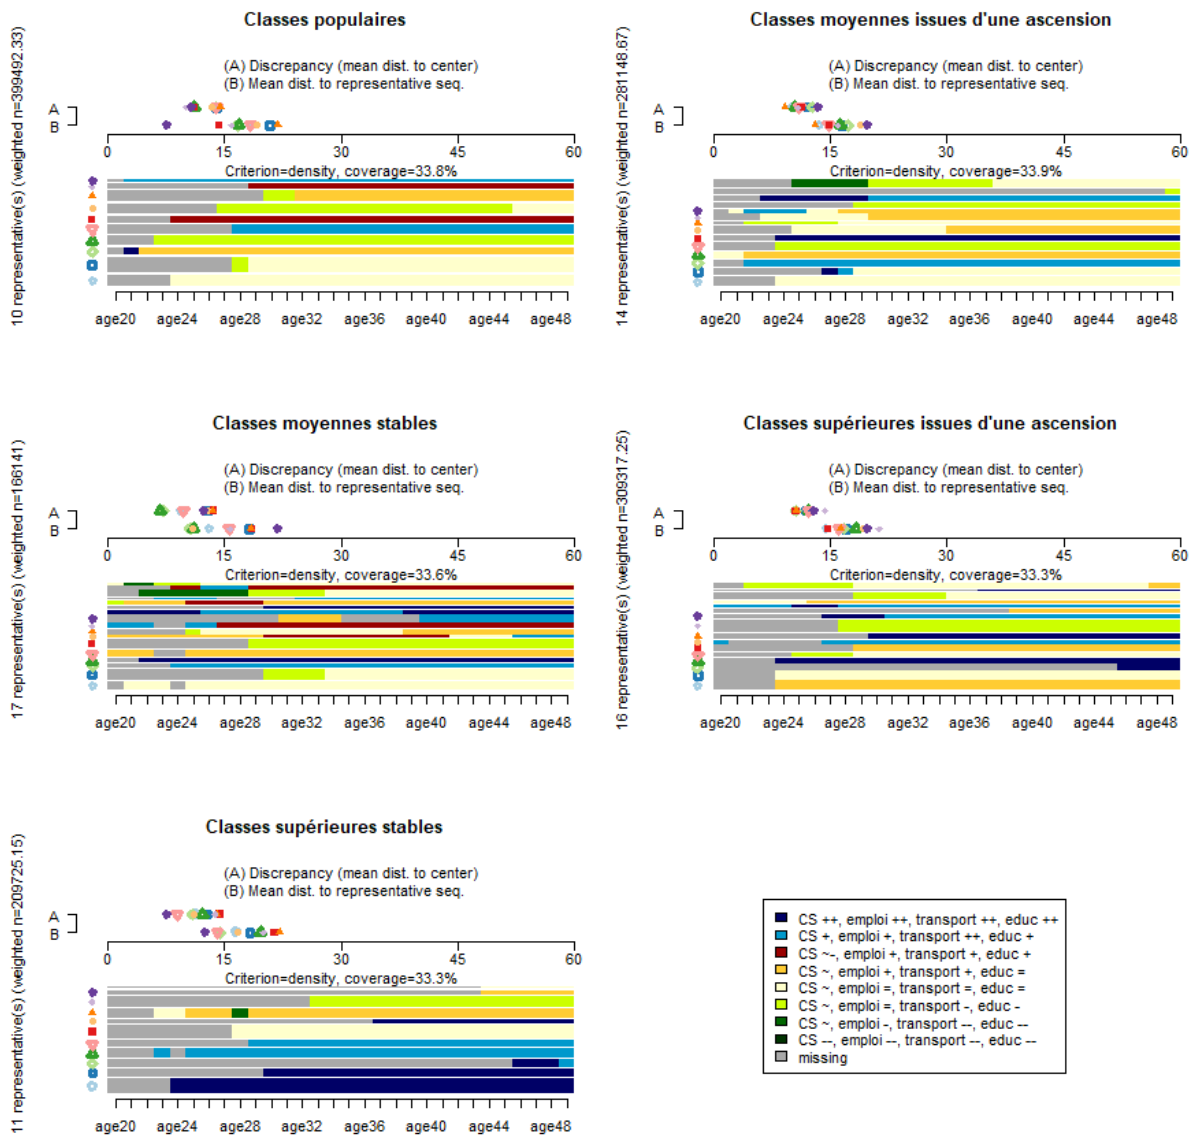 Classes populaires
10 representative(s) (weighted n=399492.33)
(A) Discrepancy (mean dist. to center)
(B) Mean dist. to representative seq.
A
B
0 15 30 45 60
Criterion=density, coverage=33.8%
age20 age24 age28 age32 age36 age40 age44 age48
Classes moyennes issues d'une ascension
14 representative(s) (weighted n=281148.67)
(A) Discrepancy (mean dist. to center)
(B) Mean dist. to representative seq.
A
B
0 15 30 45 60
Criterion=density, coverage=33.9%
age20 age24 age28 age32 age36 age40 age44 age48
Classes moyennes stables
17 representative(s) (weighted n=166141)
(A) Discrepancy (mean dist. to center)
(B) Mean dist. to representative seq.
A
B
0 15 30 45 60
Criterion=density, coverage=33.6%
age20 age24 age28 age32 age36 age40 age44 age48
Classes supérieures issues d'une ascension
16 representative(s) (weighted n=309317.25)
(A) Discrepancy (mean dist. to center)
(B) Mean dist. to representative seq.
A
B
0 15 30 45 60
Criterion=density, coverage=33.3%
age20 age24 age28 age32 age36 age40 age44 age48
Classes supérieures stables
11 representative(s) (weighted n=209725.15)
(A) Discrepancy (mean dist. to center)
(B) Mean dist. to representative seq.
A
B
0 15 30 45 60
Criterion=density, coverage=33.3%
age20 age24 age28 age32 age36 age40 age44 age48
CS ++, emploi ++, transport ++, educ ++
CS +, emploi +, transport ++, educ +
CS ~-, emploi +, transport +, educ +
CS ~, emploi +, transport +, educ =
CS ~, emploi =, transport =, educ =
CS ~, emploi =, transport -, educ -
CS ~, emploi -, transport --, educ --
CS --, emploi --, transport --, educ --
missing